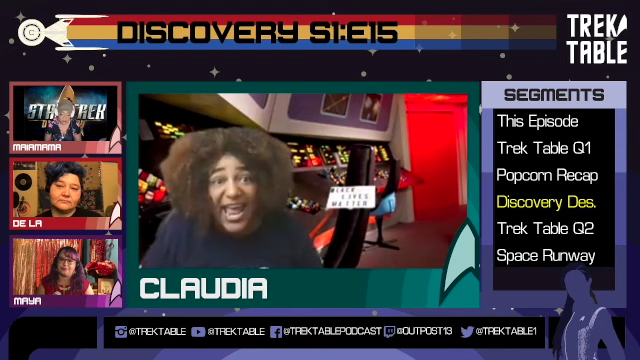 DISCOVERY S1:E15
TREK
TABLE
STAR TREK
MAIAMAMA
DE LA
MAYA
BLACK
LIVES
MATTER
CLAUDIA
SEGMENTS
This Episode
Trek Table Q1
Popcorn Recap
Discovery Des.
Trek Table Q2
Space Runway
@TREKTABLE
@TREKTABLE
@TREKTABLEPODCAST
@OUTPOST13
@TREKTABLE1